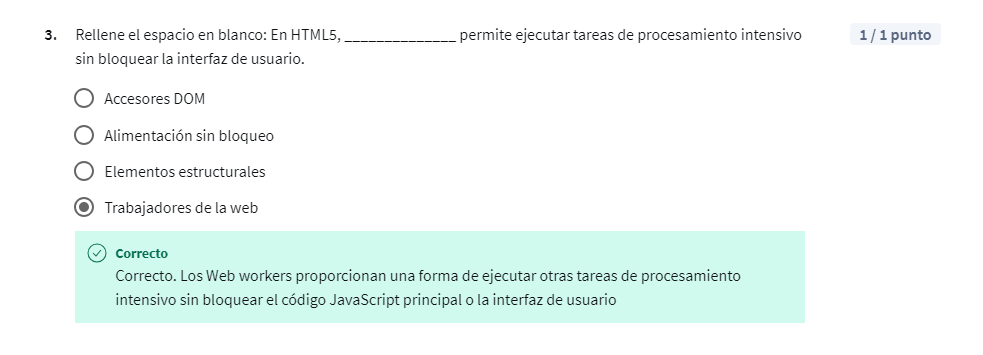 3. Rellene el espacio en blanco: En HTML5, ______________ permite ejecutar tareas de procesamiento intensivo
sin bloquear la interfaz de usuario.
1 / 1 punto
Accesores DOM
Alimentación sin bloqueo
Elementos estructurales
Trabajadores de la web
Correcto
Correcto. Los Web workers proporcionan una forma de ejecutar otras tareas de procesamiento
intensivo sin bloquear el código JavaScript principal o la interfaz de usuario